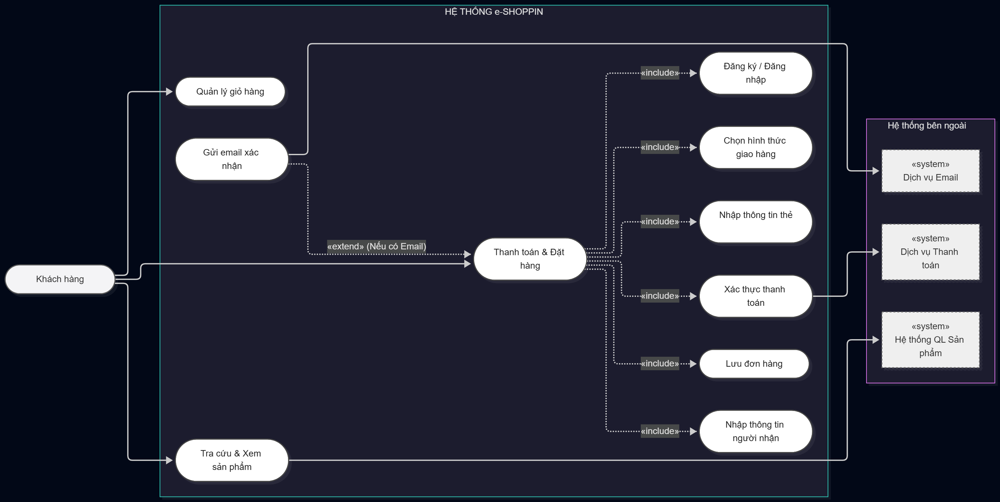 HỆ THỐNG e-SHOPPIN
Khách hàng
Quản lý giỏ hàng
Gửi email xác
nhận
«extend» (Nếu có Email)
Thanh toán & Đặt
hàng
Tra cứu & Xem
sản phẩm
«include»
Đăng ký / Đăng
nhập
«include»
Chọn hình thức
giao hàng
«include»
Nhập thông tin thẻ
«include»
Xác thực thanh
toán
«include»
Lưu đơn hàng
«include»
Nhập thông tin
người nhận
Hệ thống bên ngoài
«system»
Dịch vụ Email
«system»
Dịch vụ Thanh
toán
«system»
Hệ thống QL Sản
phẩm